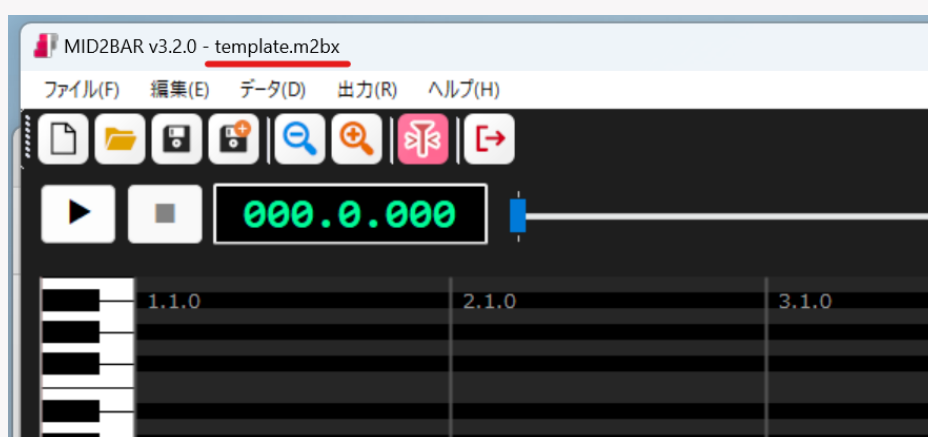 MID2BAR v3.2.0 - template.m2bx
ファイル(F) 編集(E) データ(D) 出力(R) ヘルプ(H)
000.0.000
1.1.0 2.1.0 3.1.0